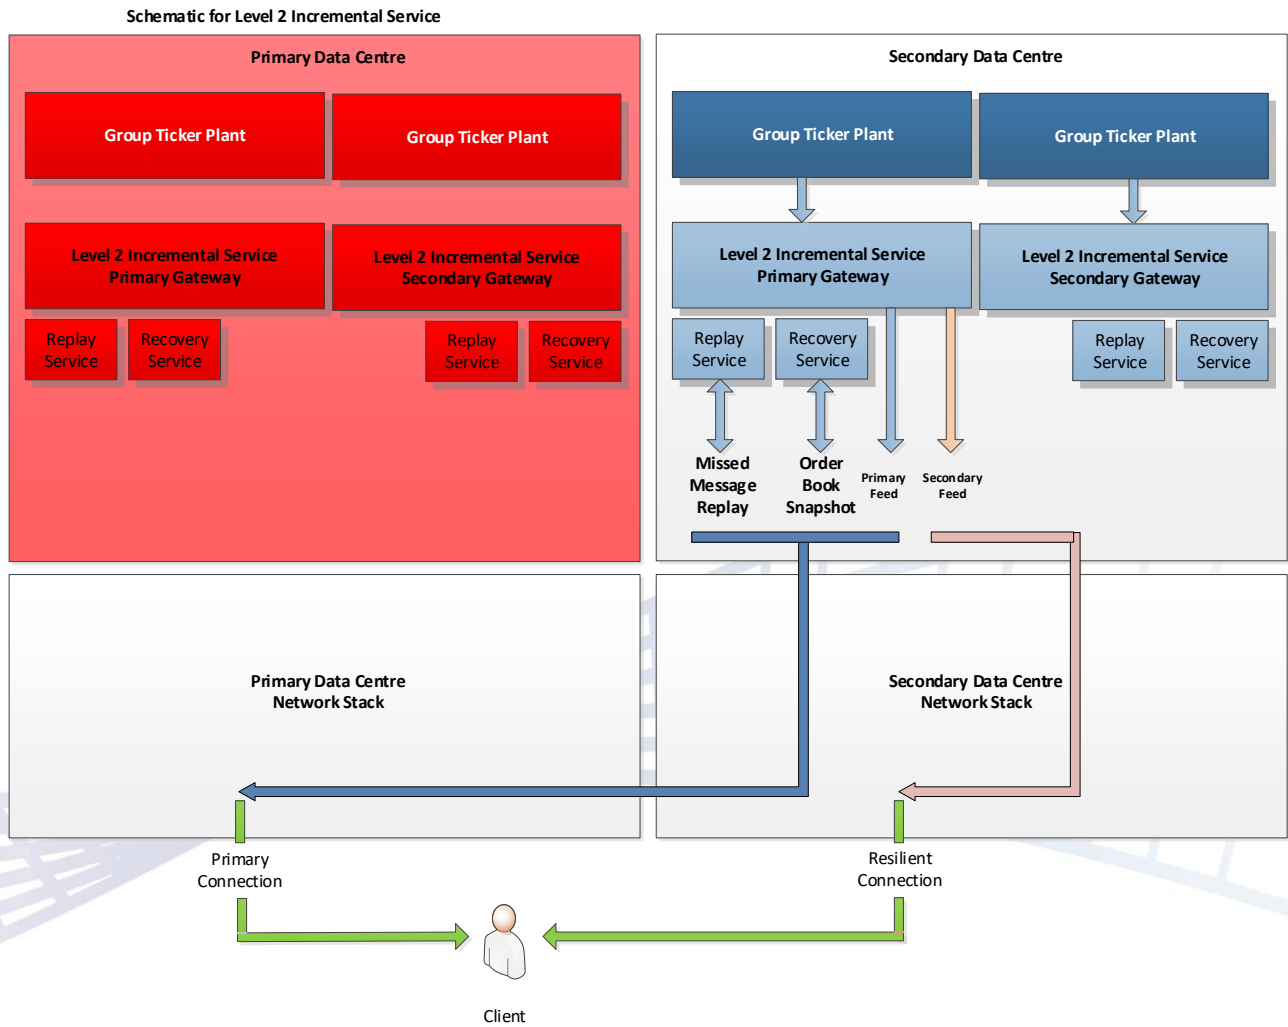 Schematic for Level 2 Incremental Service
Primary Data Centre
Group Ticker Plant
Group Ticker Plant
Level 2 Incremental Service
Primary Gateway
Level 2 Incremental Service
Secondary Gateway
Replay
Service
Recovery
Service
Replay
Service
Recovery
Service
Secondary Data Centre
Group Ticker Plant
Group Ticker Plant
Level 2 Incremental Service
Primary Gateway
Level 2 Incremental Service
Secondary Gateway
Replay
Service
Recovery
Service
Replay
Service
Recovery
Service
Missed
Message
Replay
Order
Book
Snapshot
Primary
Feed
Secondary
Feed
Primary Data Centre
Network Stack
Secondary Data Centre
Network Stack
Primary
Connection
Resilient
Connection
Client